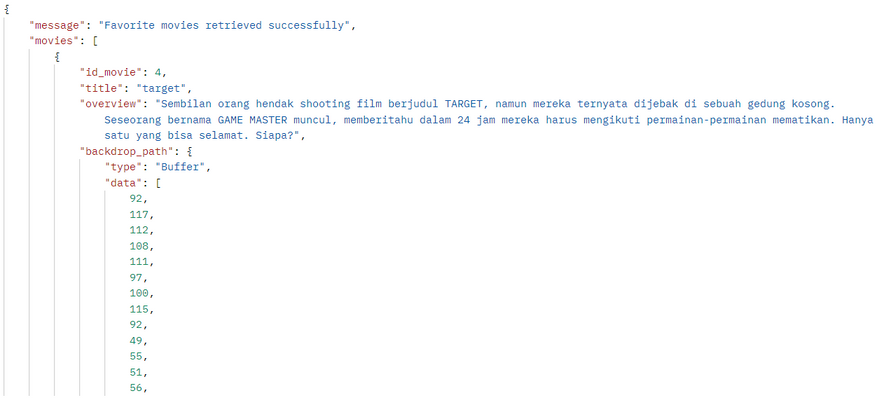 {
"message": "Favorite movies retrieved successfully",
"movies": [
{
"id_movie": 4,
"title": "target",
"overview": "Sembilan orang hendak shooting film berjudul TARGET, namun mereka ternyata dijebak di sebuah gedung kosong.
Seseorang bernama GAME MASTER muncul, memberitahu dalam 24 jam mereka harus mengikuti permainan-permainan mematikan. Hanya
satu yang bisa selamat. Siapa?",
"backdrop_path": {
"type": "Buffer",
"data": [
92,
117,
112,
108,
111,
97,
100,
115,
92,
49,
55,
51,
56,